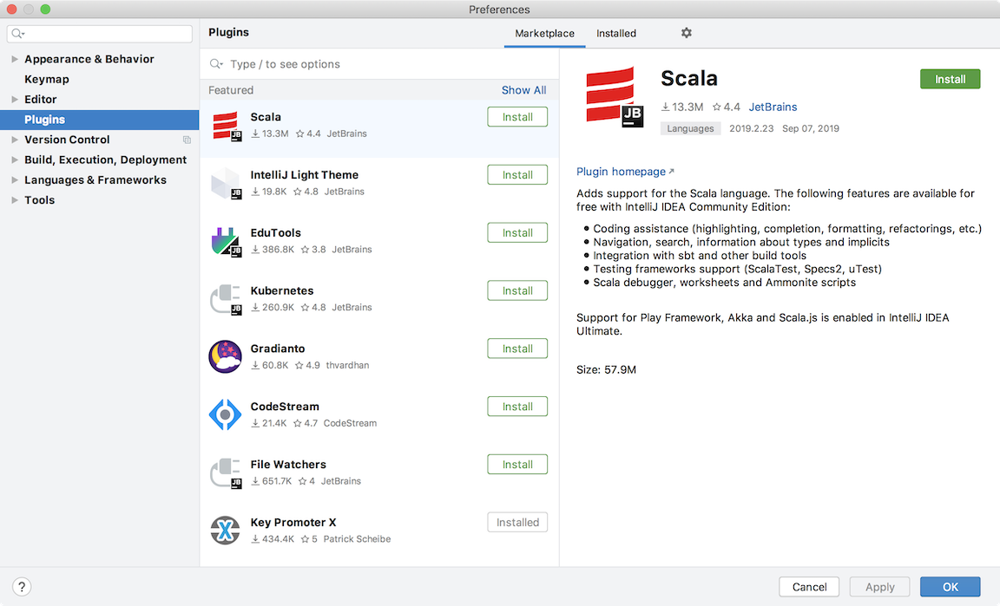 Preferences
Plugins
Marketplace
Installed
Appearance & Behavior
Keymap
Editor
Plugins
Version Control
Build, Execution, Deployment
Languages & Frameworks
Tools
Type / to see options
Featured
Show All
Scala
Install
13.3M 4.4 JetBrains
JB
IntelliJ Light Theme
Install
19.8K 4.8 JetBrains
JB
EduTools
Install
386.8K 3.8 JetBrains
JB
Kubernetes
Install
260.9K 4.8 JetBrains
JB
Gradianto
Install
60.8K 4.9 thvardhan
CodeStream
Install
21.4K 4.7 CodeStream
File Watchers
Install
651.7K 4 JetBrains
JB
Key Promoter X
Installed
434.4K 5 Patrick Scheibe
JB
Scala
Install
13.3M 4.4 JetBrains
Languages 2019.2.23 Sep 07, 2019
Plugin homepage
Adds support for the Scala language. The following features are available for
free with IntelliJ IDEA Community Edition:
• Coding assistance (highlighting, completion, formatting, refactorings, etc.)
• Navigation, search, information about types and implicits
• Integration with sbt and other build tools
• Testing frameworks support (ScalaTest, Specs2, uTest)
• Scala debugger, worksheets and Ammonite scripts
Support for Play Framework, Akka and Scala.js is enabled in IntelliJ IDEA
Ultimate.
Size: 57.9M
?
Cancel
Apply
OK